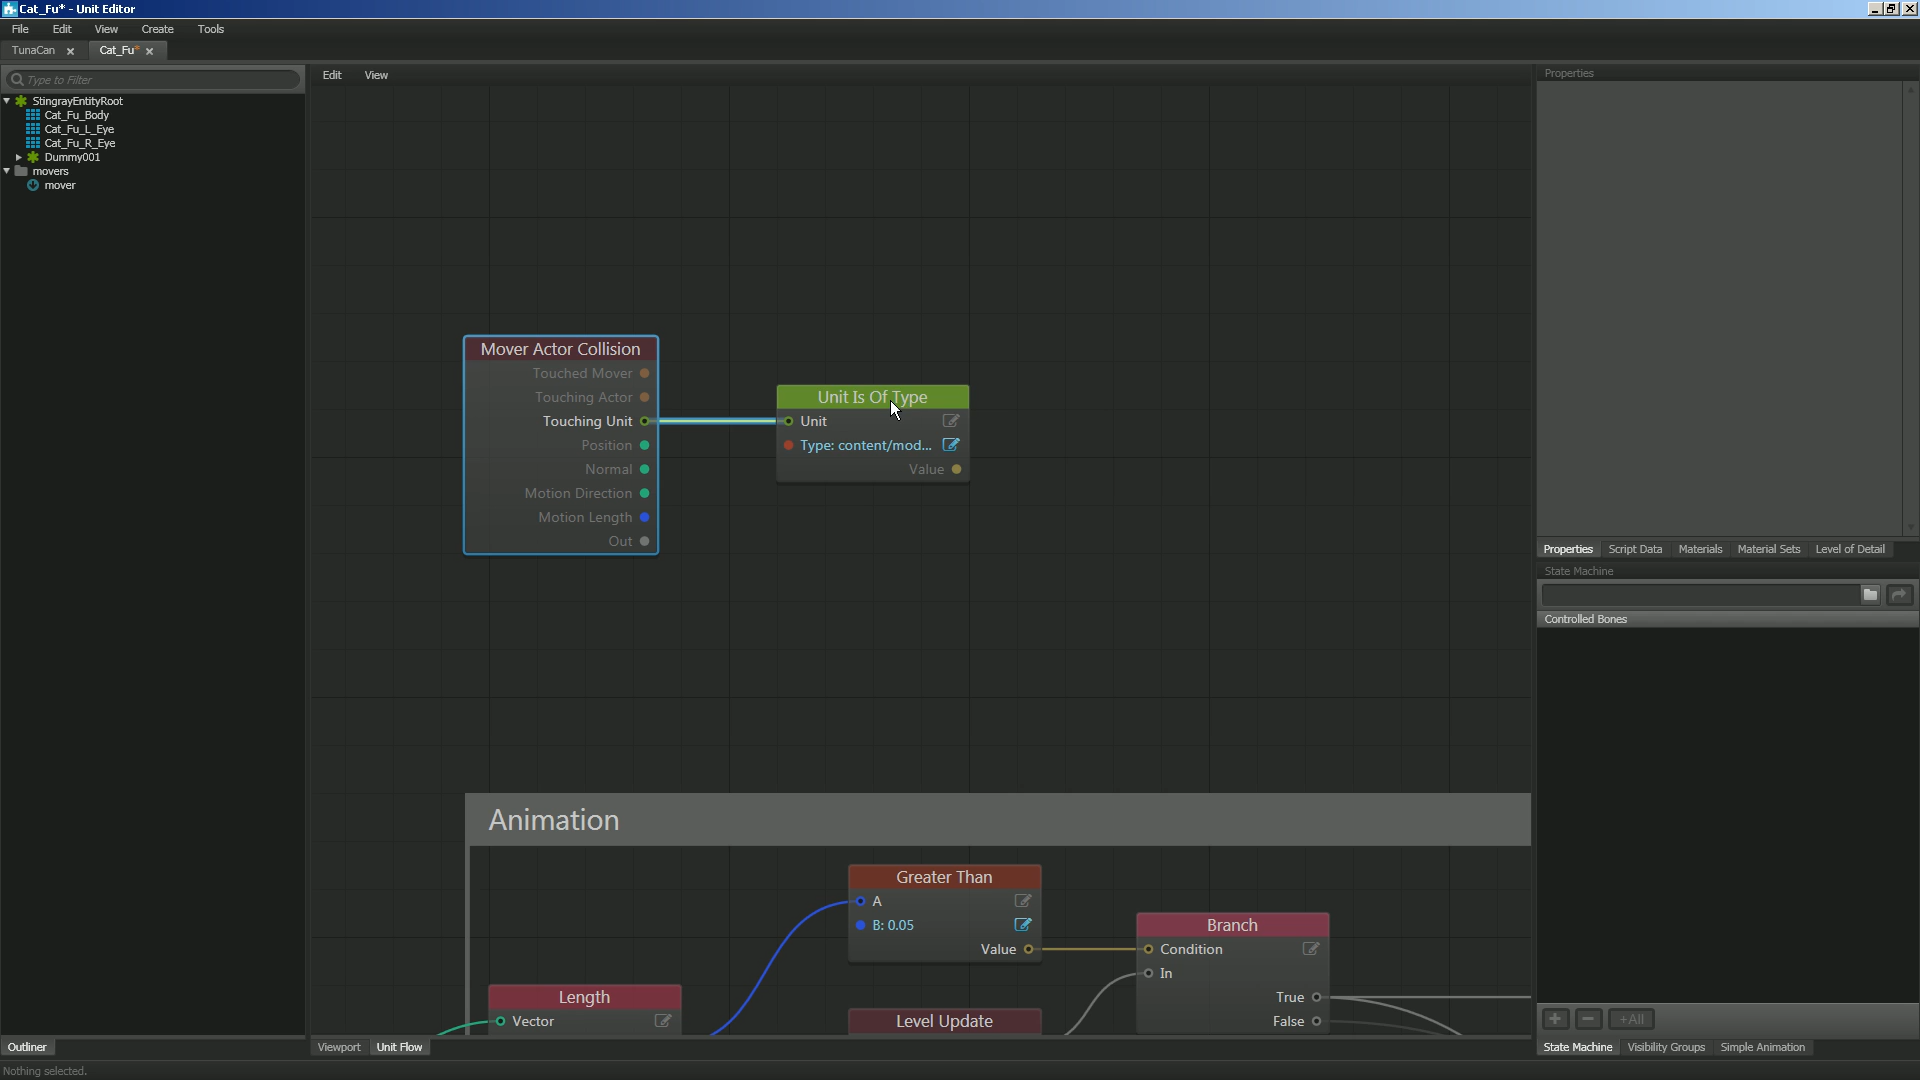 Cat_Fu* - Unit Editor
File Edit View Create Tools
TunaCan Cat_Fu*
Type to Filter
StingrayEntityRoot
Cat_Fu_Body
Cat_Fu_L_Eye
Cat_Fu_R_Eye
Dummy001
movers
mover
Outliner
Nothing selected.
Edit View
Mover Actor Collision
Touched Mover
Touching Actor
Touching Unit
Position
Normal
Motion Direction
Motion Length
Out
Unit Is Of Type
Unit
Type: content/mod...
Value
Animation
Greater Than
A
B: 0.05
Value
Branch
Condition
In
True
False
Length
Vector
Level Update
Viewport Unit Flow
Properties
Properties Script Data Materials Material Sets Level of Detail
State Machine
Controlled Bones
+All
State Machine Visibility Groups Simple Animation